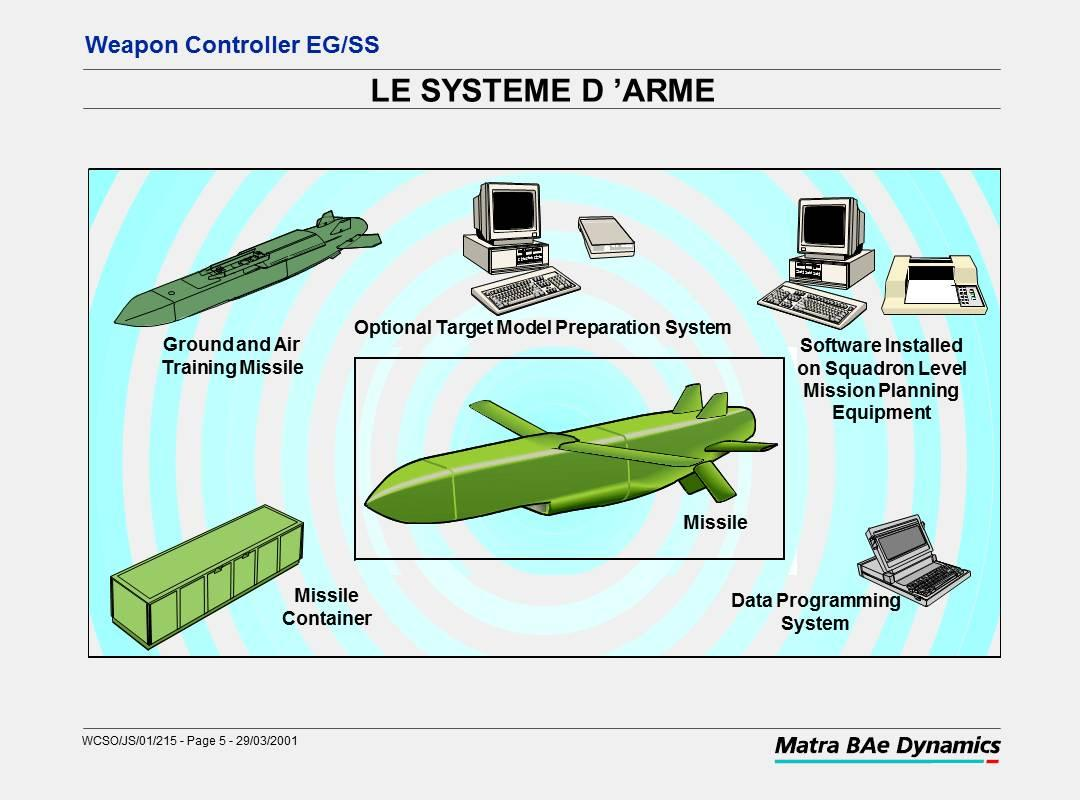 Weapon Controller EG/SS
LE SYSTEME D ’ARME
Optional Target Model Preparation System
Ground and Air
Training Missile
Software Installed
on Squadron Level
Mission Planning
Equipment
Missile
Missile
Container
Data Programming
System
WCSO/JS/01/215 - Page 5 - 29/03/2001
Matra BAe Dynamics